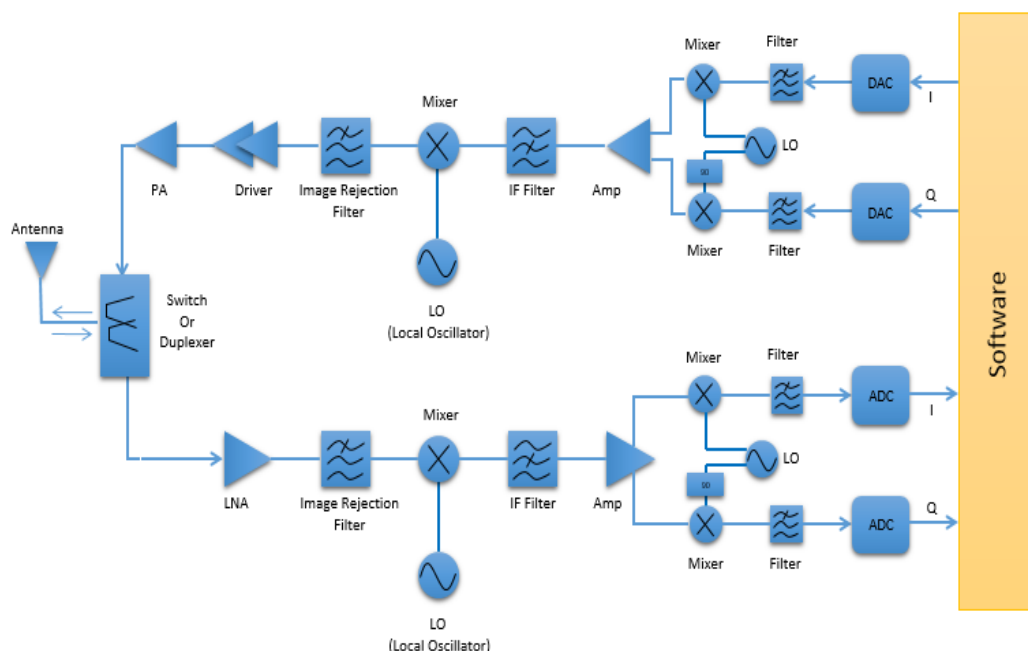 Mixer
Filter
DAC
I
Mixer
LO
90
PA
Driver
Image Rejection
Filter
IF Filter
Amp
Q
DAC
Mixer
Filter
Antenna
LO
(Local Oscillator)
Switch
Or
Duplexer
Software
Mixer
Filter
ADC
I
Mixer
LO
90
LNA
Image Rejection
Filter
IF Filter
Amp
Q
ADC
Mixer
Filter
LO
(Local Oscillator)